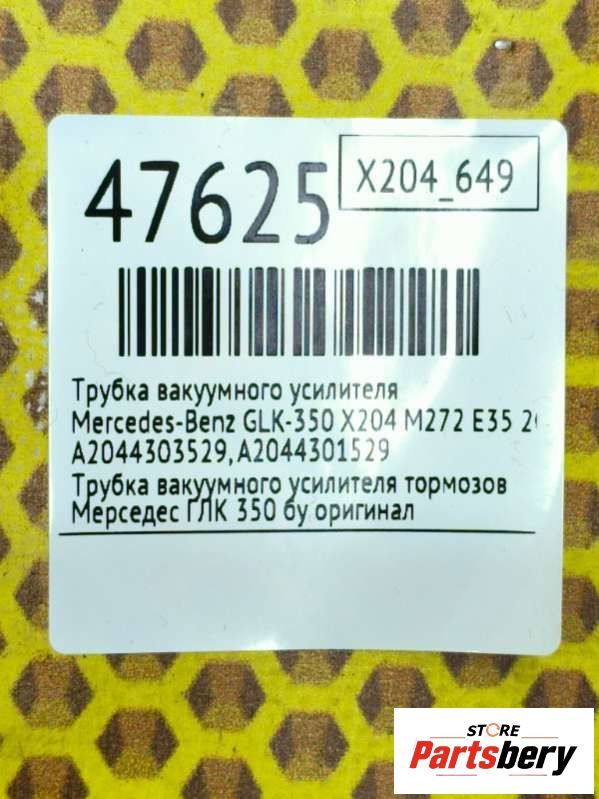 47625
X204_649
Трубка вакуумного усилителя
Mercedes-Benz GLK-350 X204 M272 E35
A2044303529, A2044301529
Трубка вакуумного усилителя тормозов
Мерседес ГЛК 350 бу оригинал
STORE
Partsbery